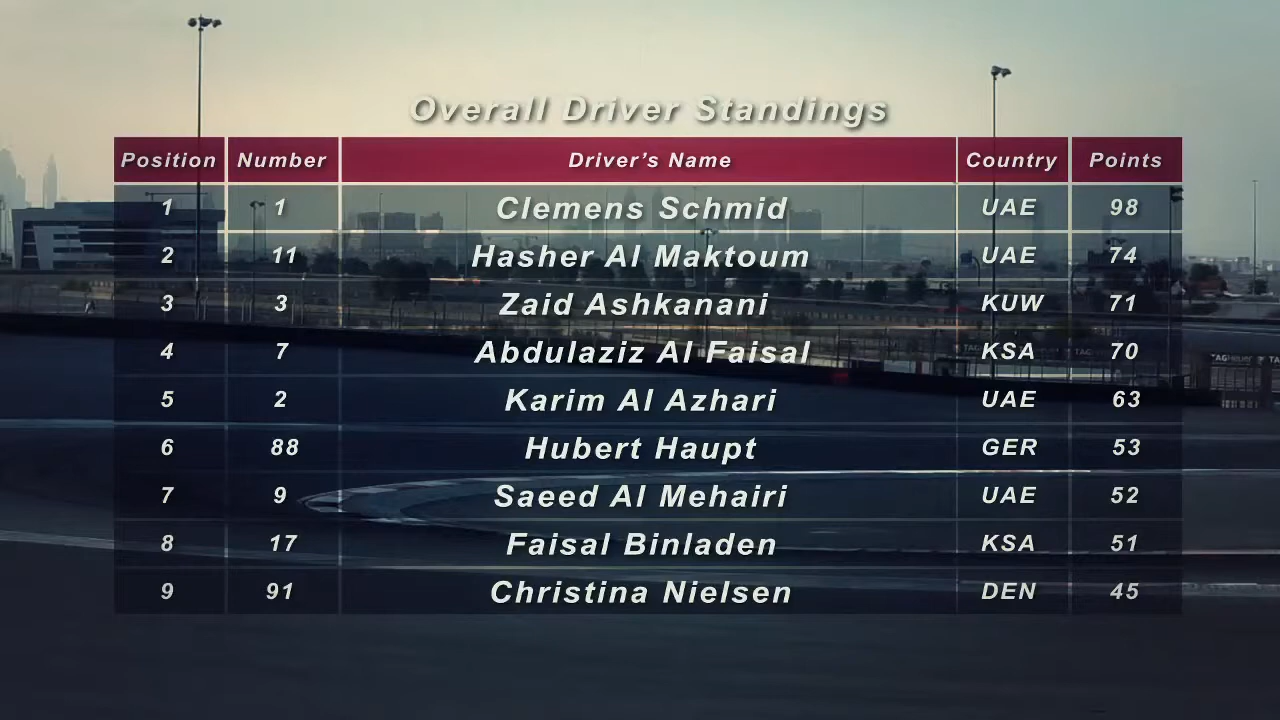 Overall Driver Standings
Position Number Driver's Name Country Points
1 1 Clemens Schmid UAE 98
2 11 Hasher Al Maktoum UAE 74
3 3 Zaid Ashkanani KUW 71
4 7 Abdulaziz Al Faisal KSA 70
5 2 Karim Al Azhari UAE 63
6 88 Hubert Haupt GER 53
7 9 Saeed Al Mehairi UAE 52
8 17 Faisal Binladen KSA 51
9 91 Christina Nielsen DEN 45